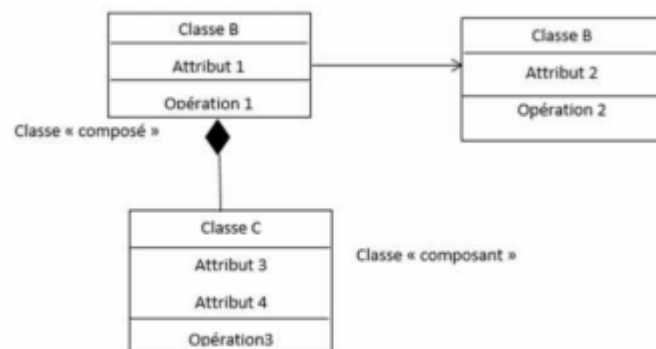 Classe B
Attribut 1
Opération 1
Classe B
Attribut 2
Opération 2
Classe « composé »
Classe C
Attribut 3
Attribut 4
Opération3
Classe « composant »